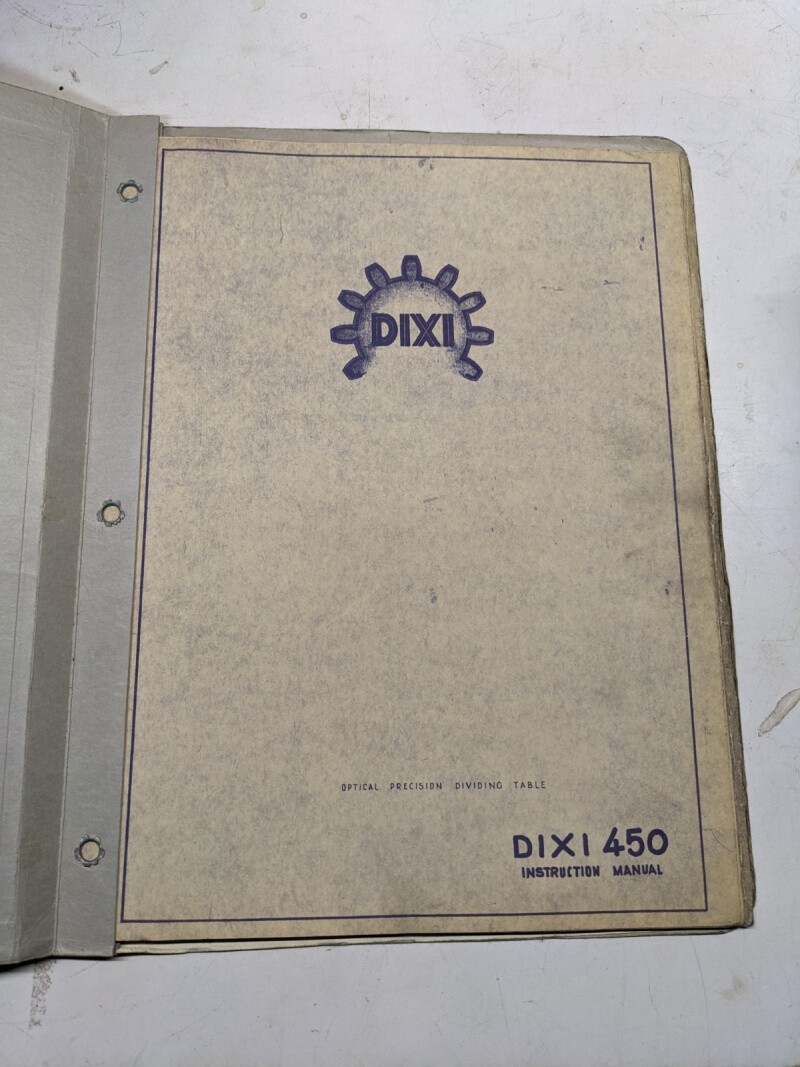 DIXI
OPTICAL PRECISION DIVIDING TABLE
DIXI 450
INSTRUCTION MANUAL